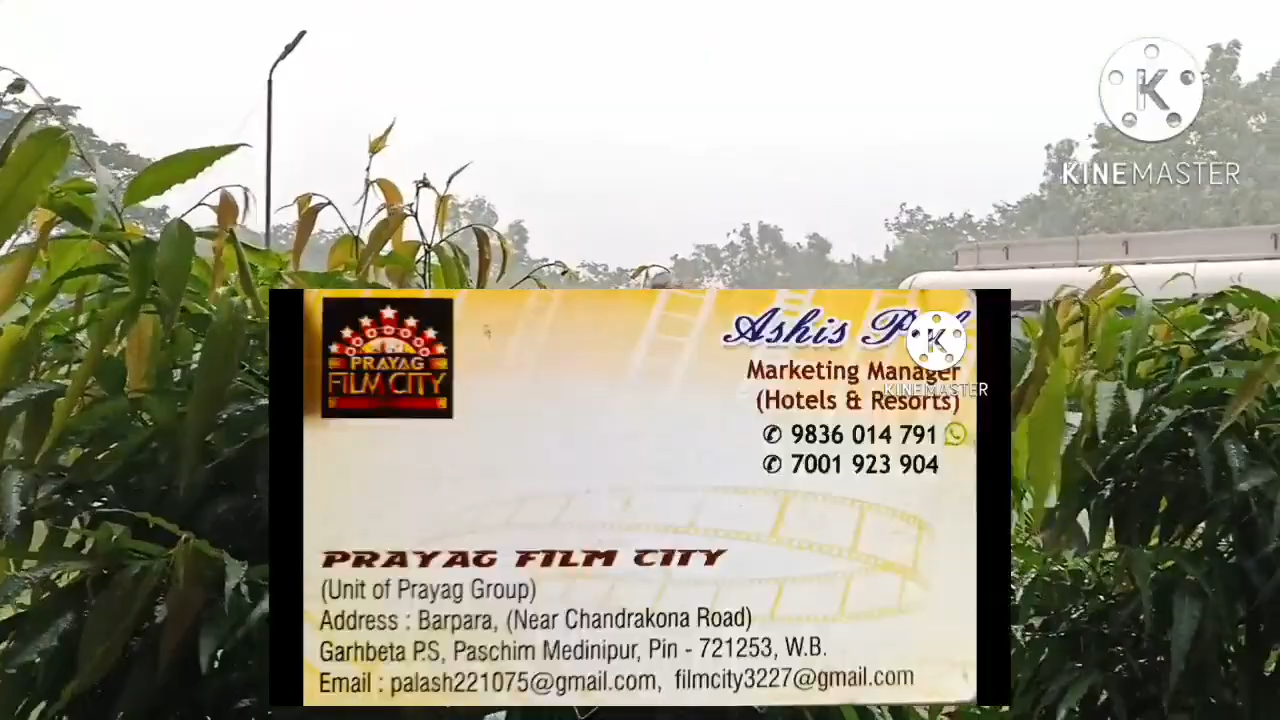 KINEMASTER
PRAYAG
FILM CITY
Ashis
KINEMASTER
Marketing Manager
(Hotels & Resorts)
✆ 9836 014 791
✆ 7001 923 904
PRAYAG FILM CITY
(Unit of Prayag Group)
Address : Barpara, (Near Chandrakona Road)
Garhbeta P.S, Paschim Medinipur, Pin - 721253, W.B.
Email : palash221075@gmail.com, filmcity3227@gmail.com